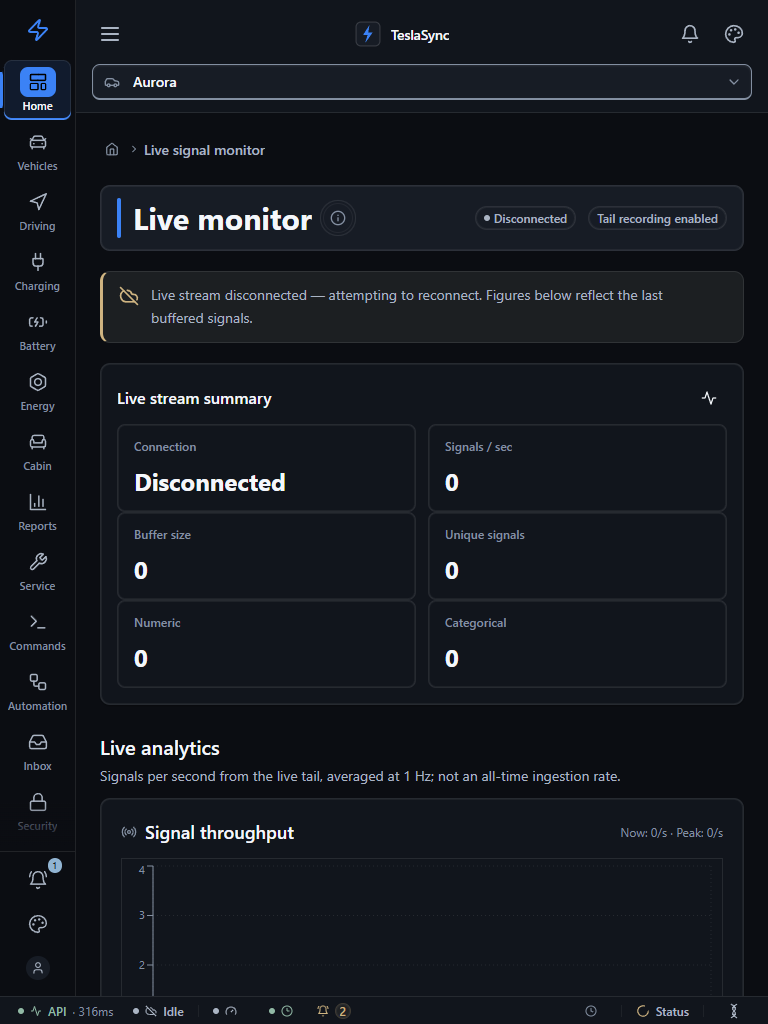 TeslaSync
Aurora
Home
Vehicles
Driving
Charging
Battery
Energy
Cabin
Reports
Service
Commands
Automation
Inbox
Security
1
Live signal monitor
Live monitor
Disconnected
Tail recording enabled
Live stream disconnected — attempting to reconnect. Figures below reflect the last
buffered signals.
Live stream summary
Connection
Disconnected
Signals / sec
0
Buffer size
0
Unique signals
0
Numeric
0
Categorical
0
Live analytics
Signals per second from the live tail, averaged at 1 Hz; not an all-time ingestion rate.
Signal throughput
Now: 0/s · Peak: 0/s
4
3
2
API · 316ms
Idle
2
Status